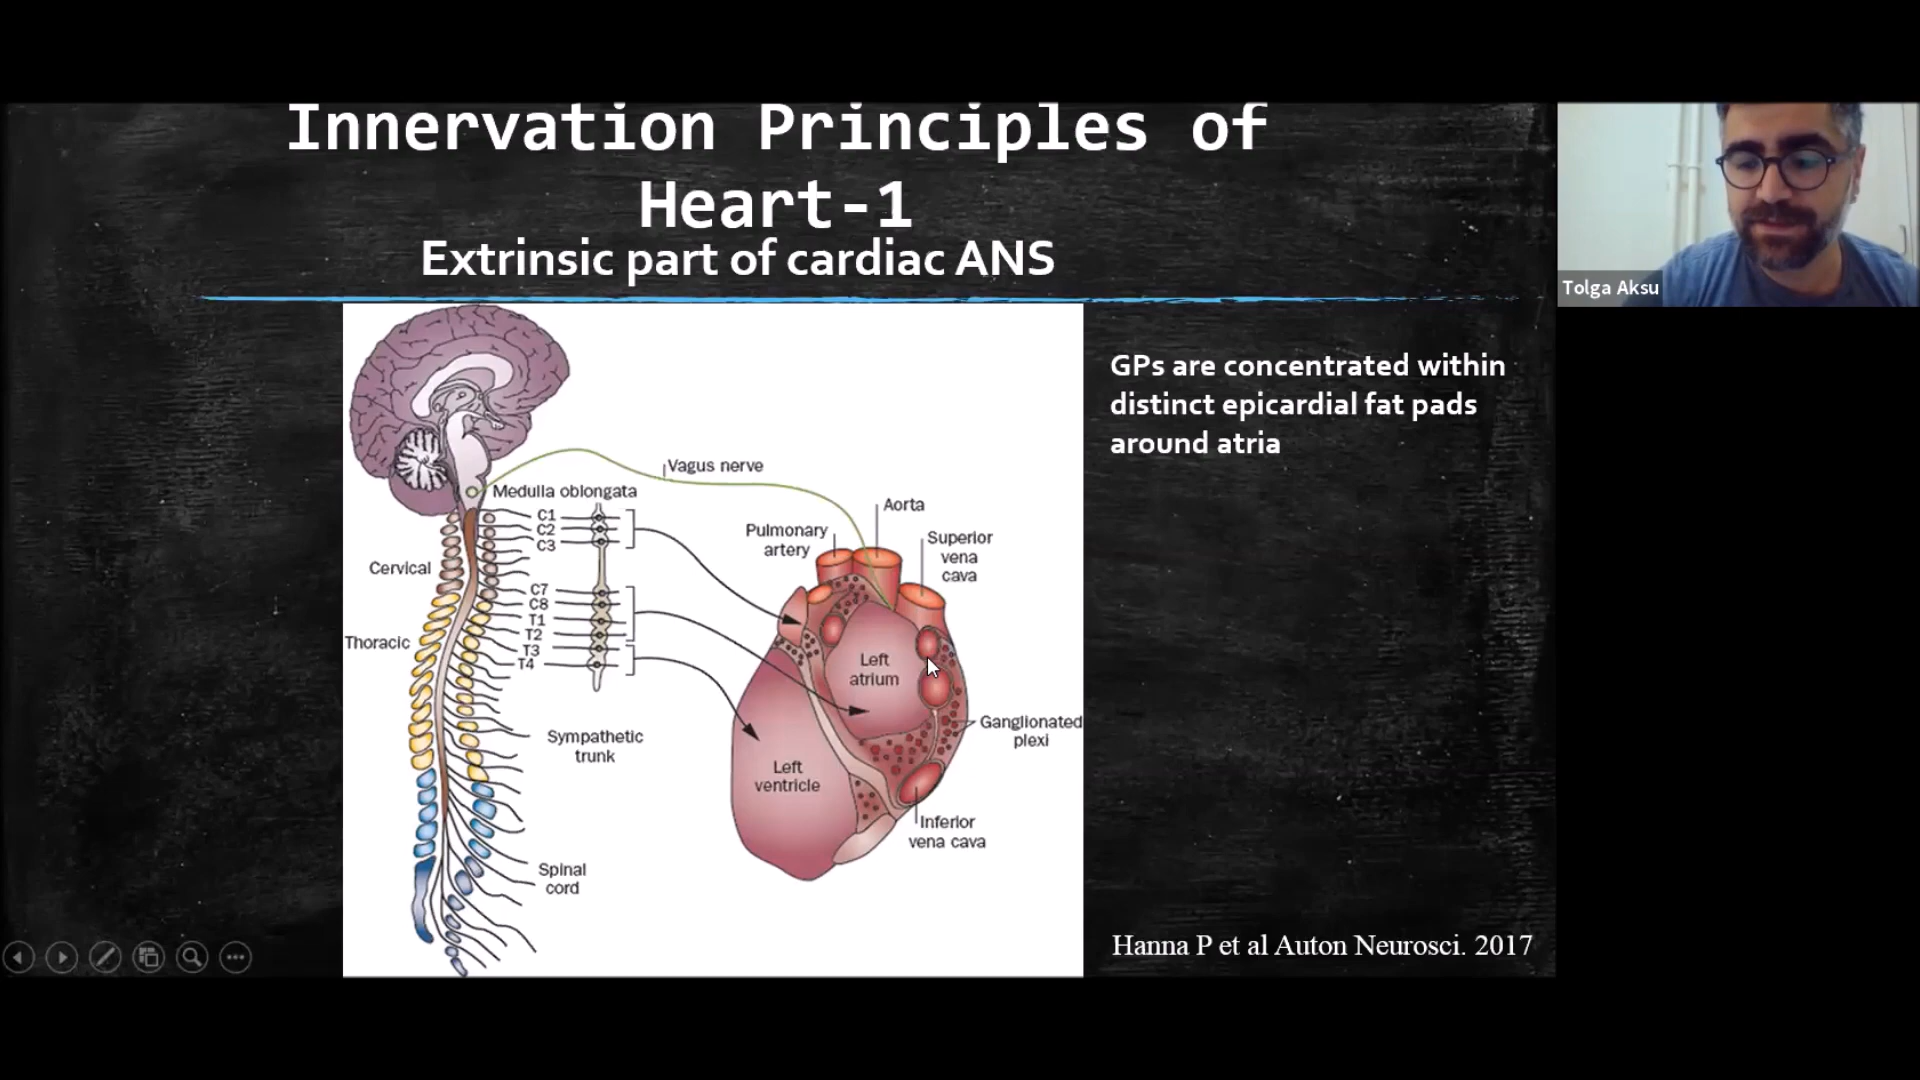 Innervation Principles of
Heart-1
Extrinsic part of cardiac ANS
Tolga Aksu
GPs are concentrated within
distinct epicardial fat pads
around atria
Vagus nerve
Medulla oblongata
C1
C2
C3
Cervical
C7
C8
T1
T2
T3
T4
Thoracic
Sympathetic
trunk
Spinal
cord
Pulmonary
artery
Aorta
Superior
vena
cava
Left
atrium
Ganglionated
plexi
Left
ventricle
Inferior
vena cava
Hanna P et al Auton Neurosci. 2017